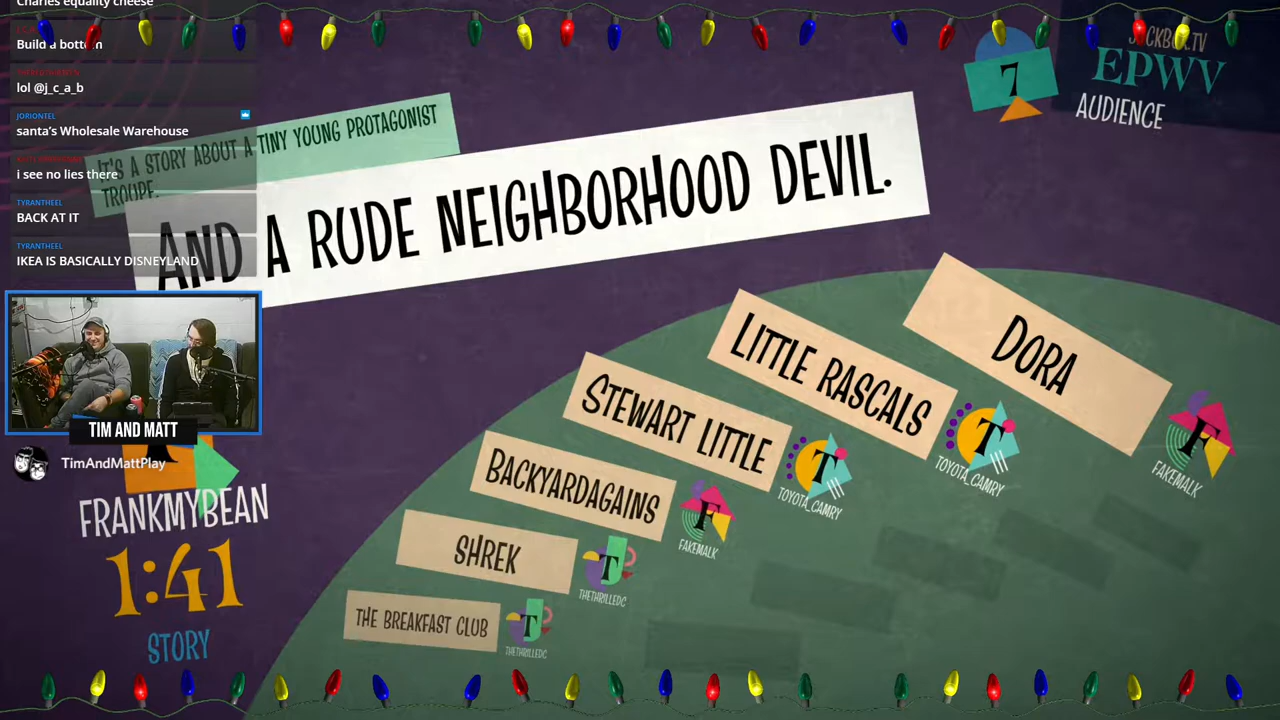 Charles equality cheese
Build a bottom
lol @j_c_a_b
JORIONTEL
santa's Wholesale Warehouse
i see no lies there
TYRANTHEEL
BACK AT IT
TYRANTHEEL
IKEA IS BASICALLY DISNEYLAND
TIM AND MATT
TimAndMattPlay
FRANKMYBEAN
1:41
STORY
IT'S A STORY ABOUT A TINY YOUNG PROTAGONIST
TROUPE.
AND A RUDE NEIGHBORHOOD DEVIL.
7
JACKBOX.TV
EPWV
AUDIENCE
DORA
F
FAKEMALK
LITTLE RASCALS
T
TOYOTA_CAMRY
STEWART LITTLE
T
TOYOTA_CAMRY
BACKYARDAGAINS
F
FAKEMALK
SHREK
T
THETHRILLEDC
THE BREAKFAST CLUB
T
THETHRILLEDC